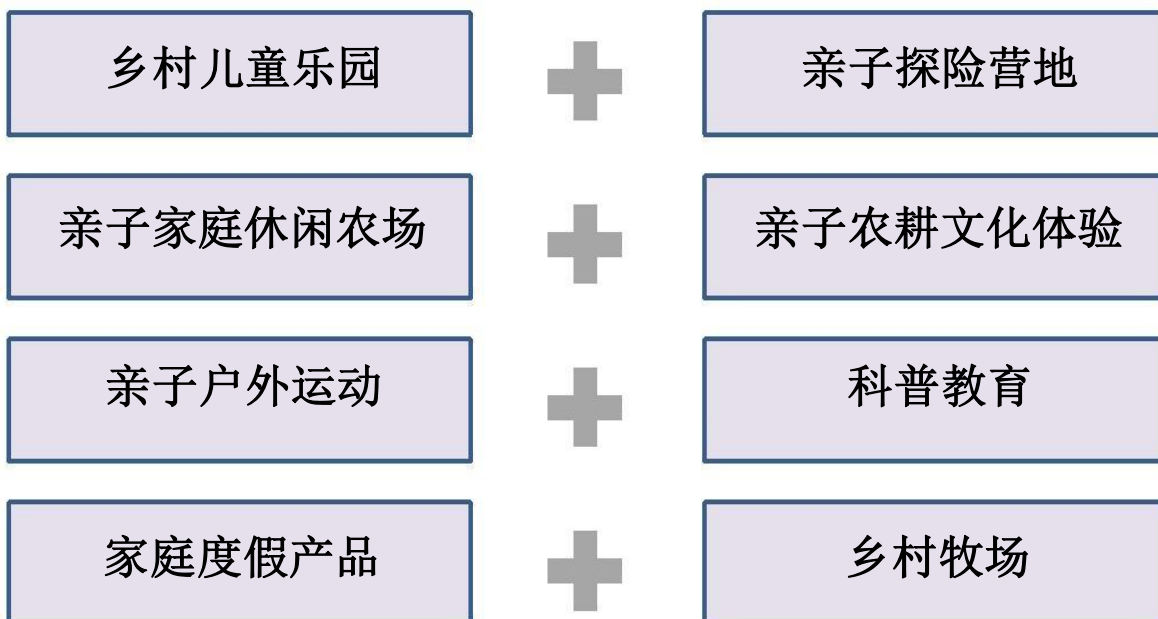 乡村儿童乐园
亲子探险营地
亲子家庭休闲农场
亲子农耕文化体验
亲子户外运动
科普教育
家庭度假产品
乡村牧场